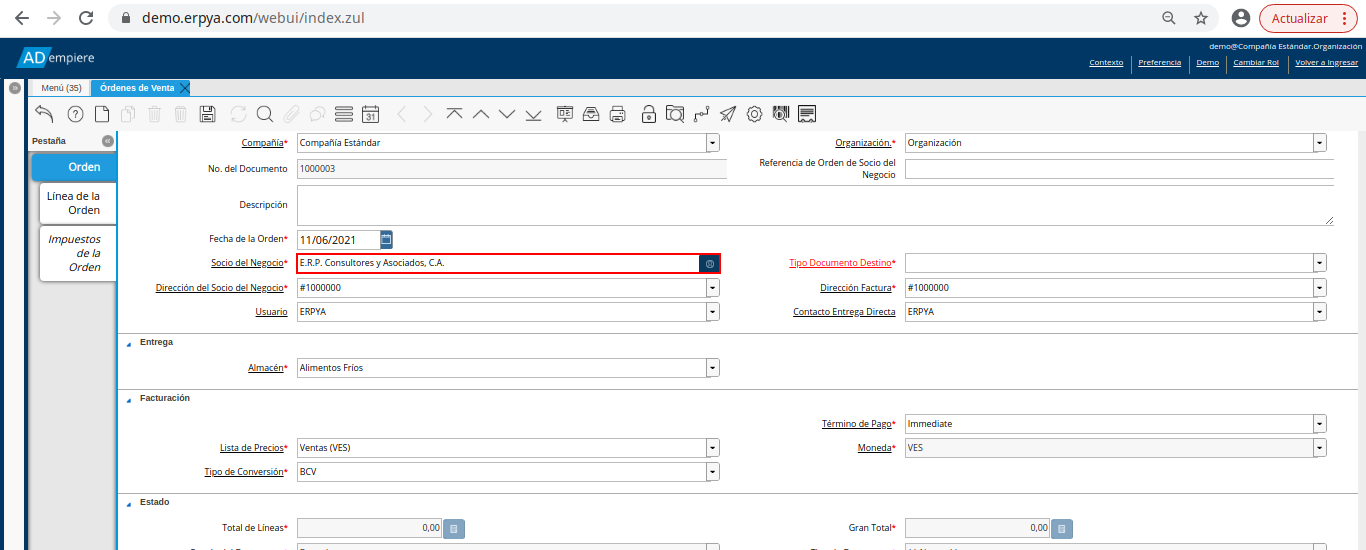 demo.erpya.com/webui/index.zul
Actualizar
ADempiere
demo@Compañía Estándar.Organización
Contexto Preferencia Demo Cambiar Rol Volver a Ingresar
Menú (35) Órdenes de Venta
31
Pestaña
Orden
Línea de la
Orden
Impuestos
de la
Orden
Compañía* Compañía Estándar
Organización.* Organización
No. del Documento 1000003
Referencia de Orden de Socio del
Negocio
Descripción
Fecha de la Orden* 11/06/2021
Socio del Negocio* E.R.P. Consultores y Asociados, C.A.
Tipo Documento Destino*
Dirección del Socio del Negocio* #1000000
Dirección Factura* #1000000
Usuario ERPYA
Contacto Entrega Directa ERPYA
Entrega
Almacén* Alimentos Fríos
Facturación
Término de Pago* Immediate
Lista de Precios* Ventas (VES)
Moneda* VES
Tipo de Conversión* BCV
Estado
Total de Líneas* 0,00
Gran Total* 0,00